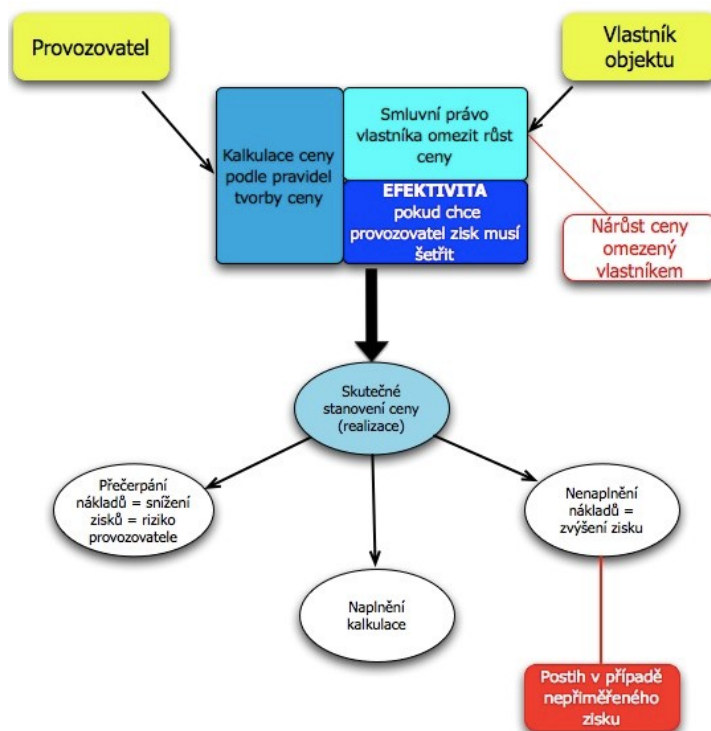 Provozovatel
Vlastník
objektu
Kalkulace ceny
podle pravidel
tvorby ceny
Smluvní právo
vlastníka omezit růst
ceny
EFEKTIVITA
pokud chce
provozovatel zisk musí
šetřit
Nárůst ceny
omezený
vlastníkem
Skutečné
stanovení ceny
(realizace)
Přečerpání
nákladů = snížení
zisků = riziko
provozovatele
Naplnění
kalkulace
Nenaplnění
nákladů =
zvýšení zisku
Postih v případě
nepřiměřeného
zisku